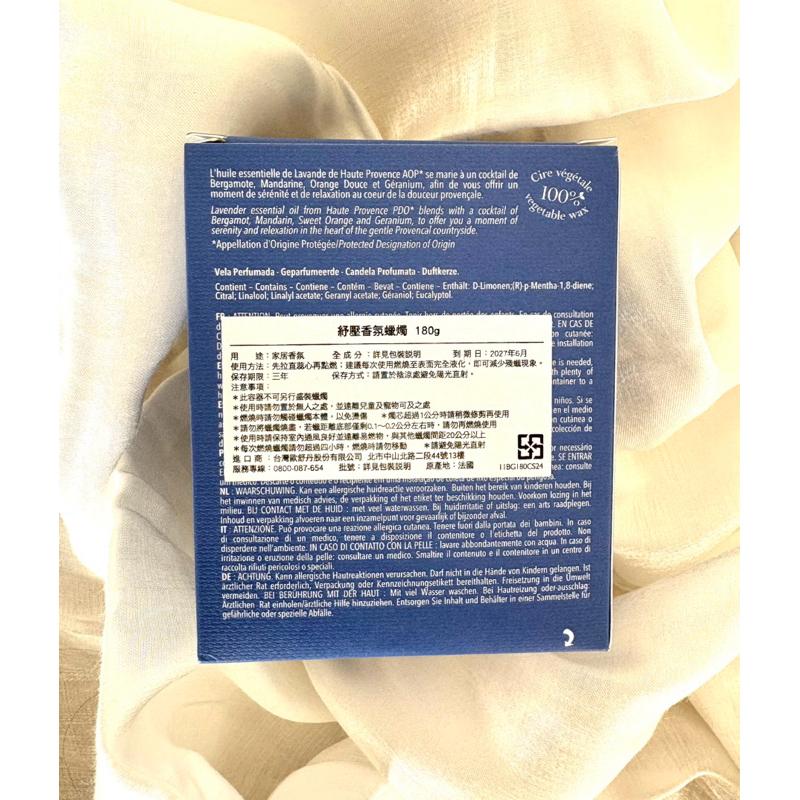 L'huile essentielle de Lavande de Haute Provence AOP* se marie à un cocktail de
Bergamote, Mandarine, Orange Douce et Géranium, afin de vous offrir un
moment de sérénité et de relaxation au coeur de la douceur provençale.
Cire végétale
100%
vegetable wax
Lavender essential oil from Haute Provence PDO* blends with a cocktail of
Bergamot, Mandarin, Sweet Orange and Geranium, to offer you a moment of
serenity and relaxation in the heart of the gentle Provencal countryside.
*Appellation d'Origine Protégée/Protected Designation of Origin
Vela Perfumada - Geparfumeerde - Candela Profumata - Duftkerze.
Contient – Contains – Contiene – Contém – Bevat – Contiene – Enthält: D-Limonen;(R)-p-Mentha-1,8-diene;
Citral; Linalool; Linalyl acetate; Geranyl acetate; Géraniol; Eucalyptol.
consultation
EN CAS DE
cutanée:
installation
紓壓香氛蠟燭 180g
用 途：家居香氛 全 成 分：詳見包裝說明 到 期 日：2027年6月
使用方法：先拉直蕊心再點燃；建議每次使用燃燒至表面完全液化，即可減少殘蠟現象。
保存期限：三年 保存方式：請置於陰涼處避免陽光直射。
注意事項：
*此容器不可另行盛裝蠟燭
*使用時請勿置於無人之處，並遠離兒童及寵物可及之處
*燃燒時請勿觸碰蠟燭本體，以免燙傷 *燭芯超過1公分時請稍微修剪再使用
*請勿將蠟燭燒盡；若蠟距離底部僅剩0.1～0.2公分左右時，請勿再燃燒使用
*使用時請保持室內通風良好並遠離易燃物，與其他蠟燭間距20公分以上
*每次燃燒蠟燭請勿超過四小時，燃燒時請勿移動 *請避免陽光直射
進 口 商：台灣歐舒丹股份有限公司 北市中山北路二段44號13樓
服務專線：0800-087-654 批號：詳見包裝說明 原產地：法國 11BG180CS24
is needed,
plenty of
container to a
niños. Si se
en el medio
cutánea o
colección de
necessário
SE ENTRAR
consulte
NL : WAARSCHUWING. Kan een allergische huidreactie veroorzaken. Buiten het bereik van kinderen houden. Bij
het inwinnen van medisch advies, de verpakking of het etiket ter beschikking houden. Voorkom lozing in het
milieu. BIJ CONTACT MET DE HUID : met veel water wassen. Bij huidirritatie of uitslag: een arts raadplegen.
Inhoud en verpakking afvoeren naar een inzamelpunt voor gevaarlijk of bijzonder afval.
IT : ATTENZIONE. Può provocare una reazione allergica cutanea. Tenere fuori dalla portata dei bambini. In caso
di consultazione di un medico, tenere a disposizione il contenitore o l'etichetta del prodotto. Non
disperdere nell'ambiente. IN CASO DI CONTATTO CON LA PELLE : lavare abbondantemente con acqua. In caso di
irritazione o eruzione della pelle: consultare un medico. Smaltire il contenuto e il contenitore in un centro di
raccolta rifiuti pericolosi o speciali.
DE : ACHTUNG. Kann allergische Hautreaktionen verursachen. Darf nicht in die Hände von Kindern gelangen. Ist
ärztlicher Rat erforderlich, Verpackung oder Kennzeichnungsetikett bereithalten. Freisetzung in die Umwelt
vermeiden. BEI BERÜHRUNG MIT DER HAUT : Mit viel Water waschen. Bei Hautreizung oder-ausschlag:
Ärztlichen Rat einholen/ärztliche Hilfe hinzuziehen. Entsorgen Sie Inhalt und Behälter in einer Sammelstelle für
gefährliche oder spezielle Abfälle.